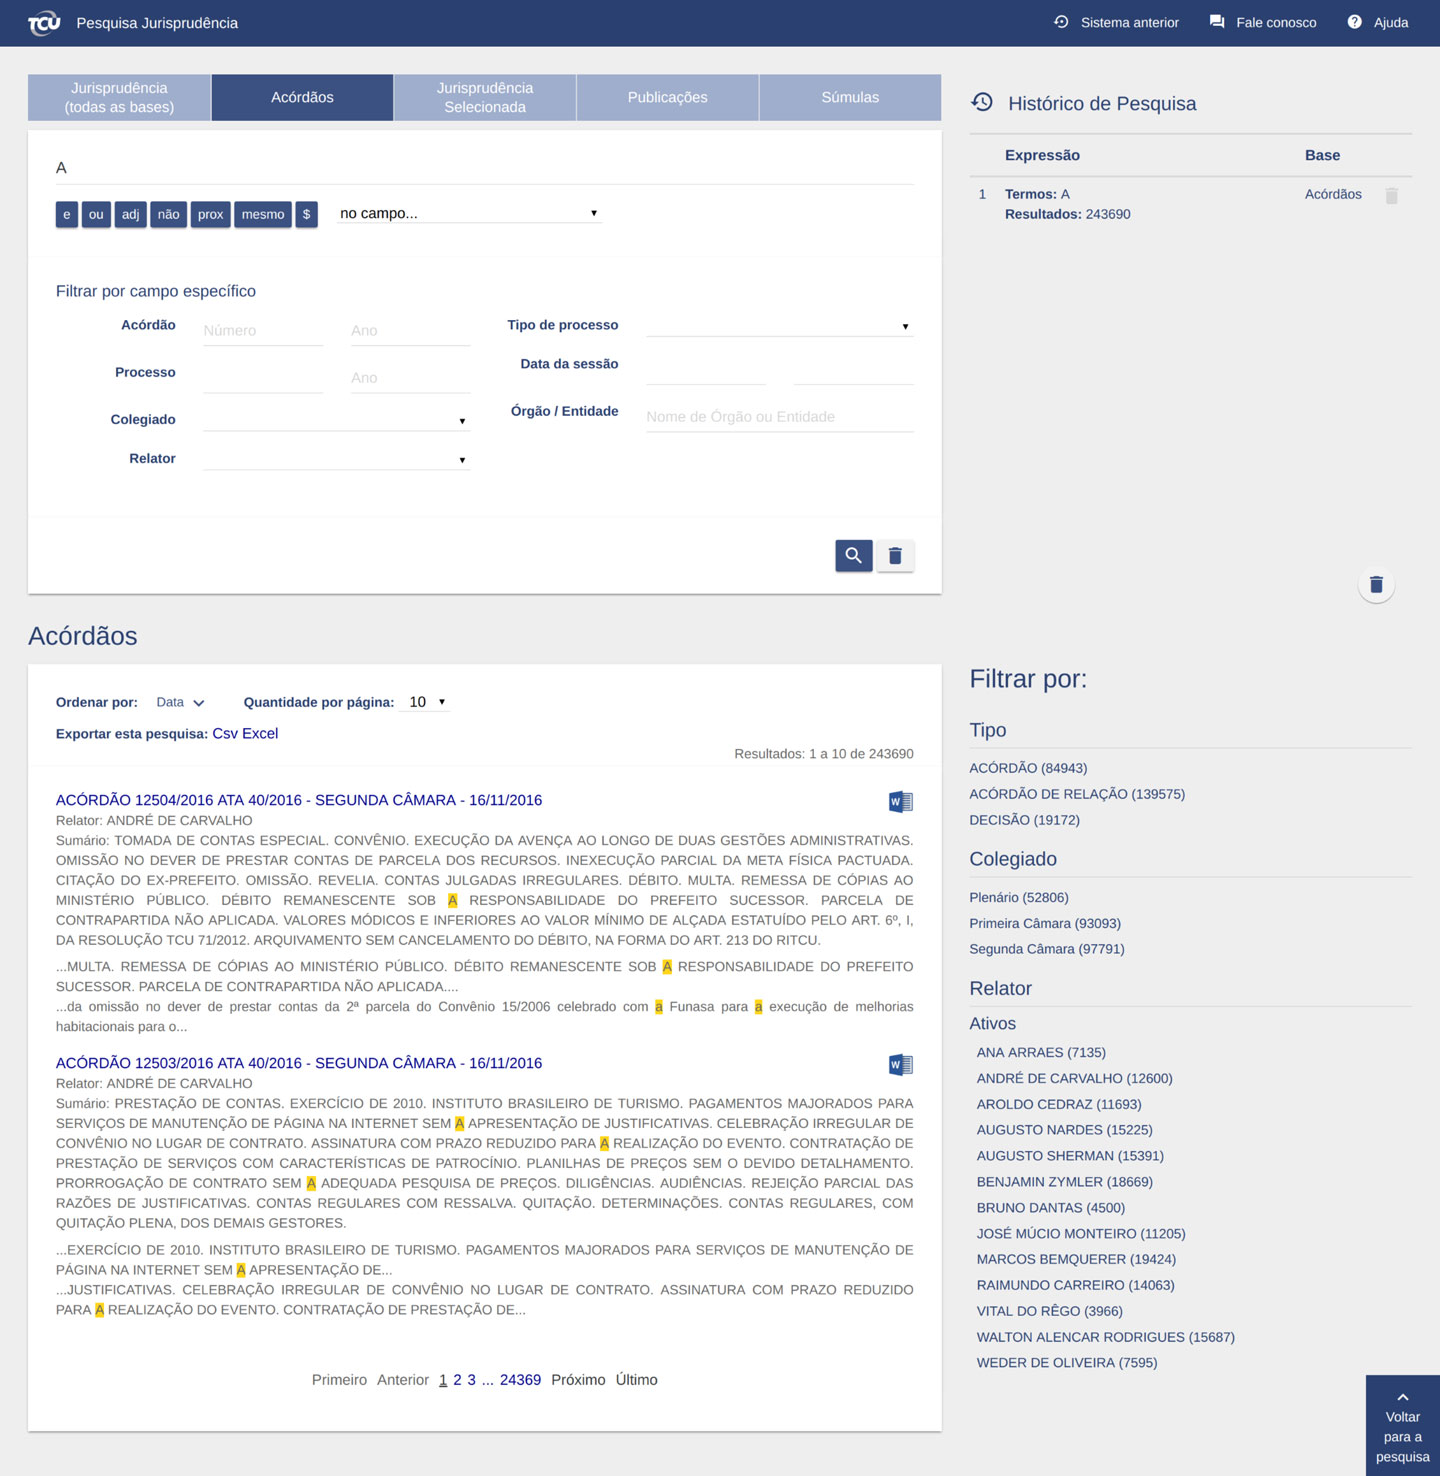 TCU Pesquisa Jurisprudência
Sistema anterior
Fale conosco
Ajuda
Jurisprudência
(todas as bases)
Acórdãos
Jurisprudência
Selecionada
Publicações
Súmulas
A
e ou adj não prox mesmo $ no campo...
Filtrar por campo específico
Acórdão Número Ano
Processo Ano
Colegiado
Relator
Tipo de processo
Data da sessão
Órgão / Entidade Nome de Órgão ou Entidade
Histórico de Pesquisa
Expressão Base
1 Termos: A Acórdãos
Resultados: 243690
Acórdãos
Ordenar por: Data Quantidade por página: 10
Exportar esta pesquisa: Csv Excel
Resultados: 1 a 10 de 243690
ACÓRDÃO 12504/2016 ATA 40/2016 - SEGUNDA CÂMARA - 16/11/2016
Relator: ANDRÉ DE CARVALHO
Sumário: TOMADA DE CONTAS ESPECIAL. CONVÊNIO. EXECUÇÃO DA AVENÇA AO LONGO DE DUAS GESTÕES ADMINISTRATIVAS.
OMISSÃO NO DEVER DE PRESTAR CONTAS DE PARCELA DOS RECURSOS. INEXECUÇÃO PARCIAL DA META FÍSICA PACTUADA.
CITAÇÃO DO EX-PREFEITO. OMISSÃO. REVELIA. CONTAS JULGADAS IRREGULARES. DÉBITO. MULTA. REMESSA DE CÓPIAS AO
MINISTÉRIO PÚBLICO. DÉBITO REMANESCENTE SOB A RESPONSABILIDADE DO PREFEITO SUCESSOR. PARCELA DE
CONTRAPARTIDA NÃO APLICADA. VALORES MÓDICOS E INFERIORES AO VALOR MÍNIMO DE ALÇADA ESTATUÍDO PELO ART. 6º, I,
DA RESOLUÇÃO TCU 71/2012. ARQUIVAMENTO SEM CANCELAMENTO DO DÉBITO, NA FORMA DO ART. 213 DO RITCU.
...MULTA. REMESSA DE CÓPIAS AO MINISTÉRIO PÚBLICO. DÉBITO REMANESCENTE SOB A RESPONSABILIDADE DO PREFEITO
SUCESSOR. PARCELA DE CONTRAPARTIDA NÃO APLICADA....
...da omissão no dever de prestar contas da 2ª parcela do Convênio 15/2006 celebrado com a Funasa para a execução de melhorias
habitacionais para o...
ACÓRDÃO 12503/2016 ATA 40/2016 - SEGUNDA CÂMARA - 16/11/2016
Relator: ANDRÉ DE CARVALHO
Sumário: PRESTAÇÃO DE CONTAS. EXERCÍCIO DE 2010. INSTITUTO BRASILEIRO DE TURISMO. PAGAMENTOS MAJORADOS PARA
SERVIÇOS DE MANUTENÇÃO DE PÁGINA NA INTERNET SEM A APRESENTAÇÃO DE JUSTIFICATIVAS. CELEBRAÇÃO IRREGULAR DE
CONVÊNIO NO LUGAR DE CONTRATO. ASSINATURA COM PRAZO REDUZIDO PARA A REALIZAÇÃO DO EVENTO. CONTRATAÇÃO DE
PRESTAÇÃO DE SERVIÇOS COM CARACTERÍSTICAS DE PATROCÍNIO. PLANILHAS DE PREÇOS SEM O DEVIDO DETALHAMENTO.
PRORROGAÇÃO DE CONTRATO SEM A ADEQUADA PESQUISA DE PREÇOS. DILIGÊNCIAS. AUDIÊNCIAS. REJEIÇÃO PARCIAL DAS
RAZÕES DE JUSTIFICATIVAS. CONTAS REGULARES COM RESSALVA. QUITAÇÃO. DETERMINAÇÕES. CONTAS REGULARES, COM
QUITAÇÃO PLENA, DOS DEMAIS GESTORES.
...EXERCÍCIO DE 2010. INSTITUTO BRASILEIRO DE TURISMO. PAGAMENTOS MAJORADOS PARA SERVIÇOS DE MANUTENÇÃO DE
PÁGINA NA INTERNET SEM A APRESENTAÇÃO DE...
...JUSTIFICATIVAS. CELEBRAÇÃO IRREGULAR DE CONVÊNIO NO LUGAR DE CONTRATO. ASSINATURA COM PRAZO REDUZIDO
PARA A REALIZAÇÃO DO EVENTO. CONTRATAÇÃO DE PRESTAÇÃO DE...
Primeiro Anterior 1 2 3 ... 24369 Próximo Último
Filtrar por:
Tipo
ACÓRDÃO (84943)
ACÓRDÃO DE RELAÇÃO (139575)
DECISÃO (19172)
Colegiado
Plenário (52806)
Primeira Câmara (93093)
Segunda Câmara (97791)
Relator
Ativos
ANA ARRAES (7135)
ANDRÉ DE CARVALHO (12600)
AROLDO CEDRAZ (11693)
AUGUSTO NARDES (15225)
AUGUSTO SHERMAN (15391)
BENJAMIN ZYMLER (18669)
BRUNO DANTAS (4500)
JOSÉ MÚCIO MONTEIRO (11205)
MARCOS BEMQUERER (19424)
RAIMUNDO CARREIRO (14063)
VITAL DO RÊGO (3966)
WALTON ALENCAR RODRIGUES (15687)
WEDER DE OLIVEIRA (7595)
Voltar
para a
pesquisa